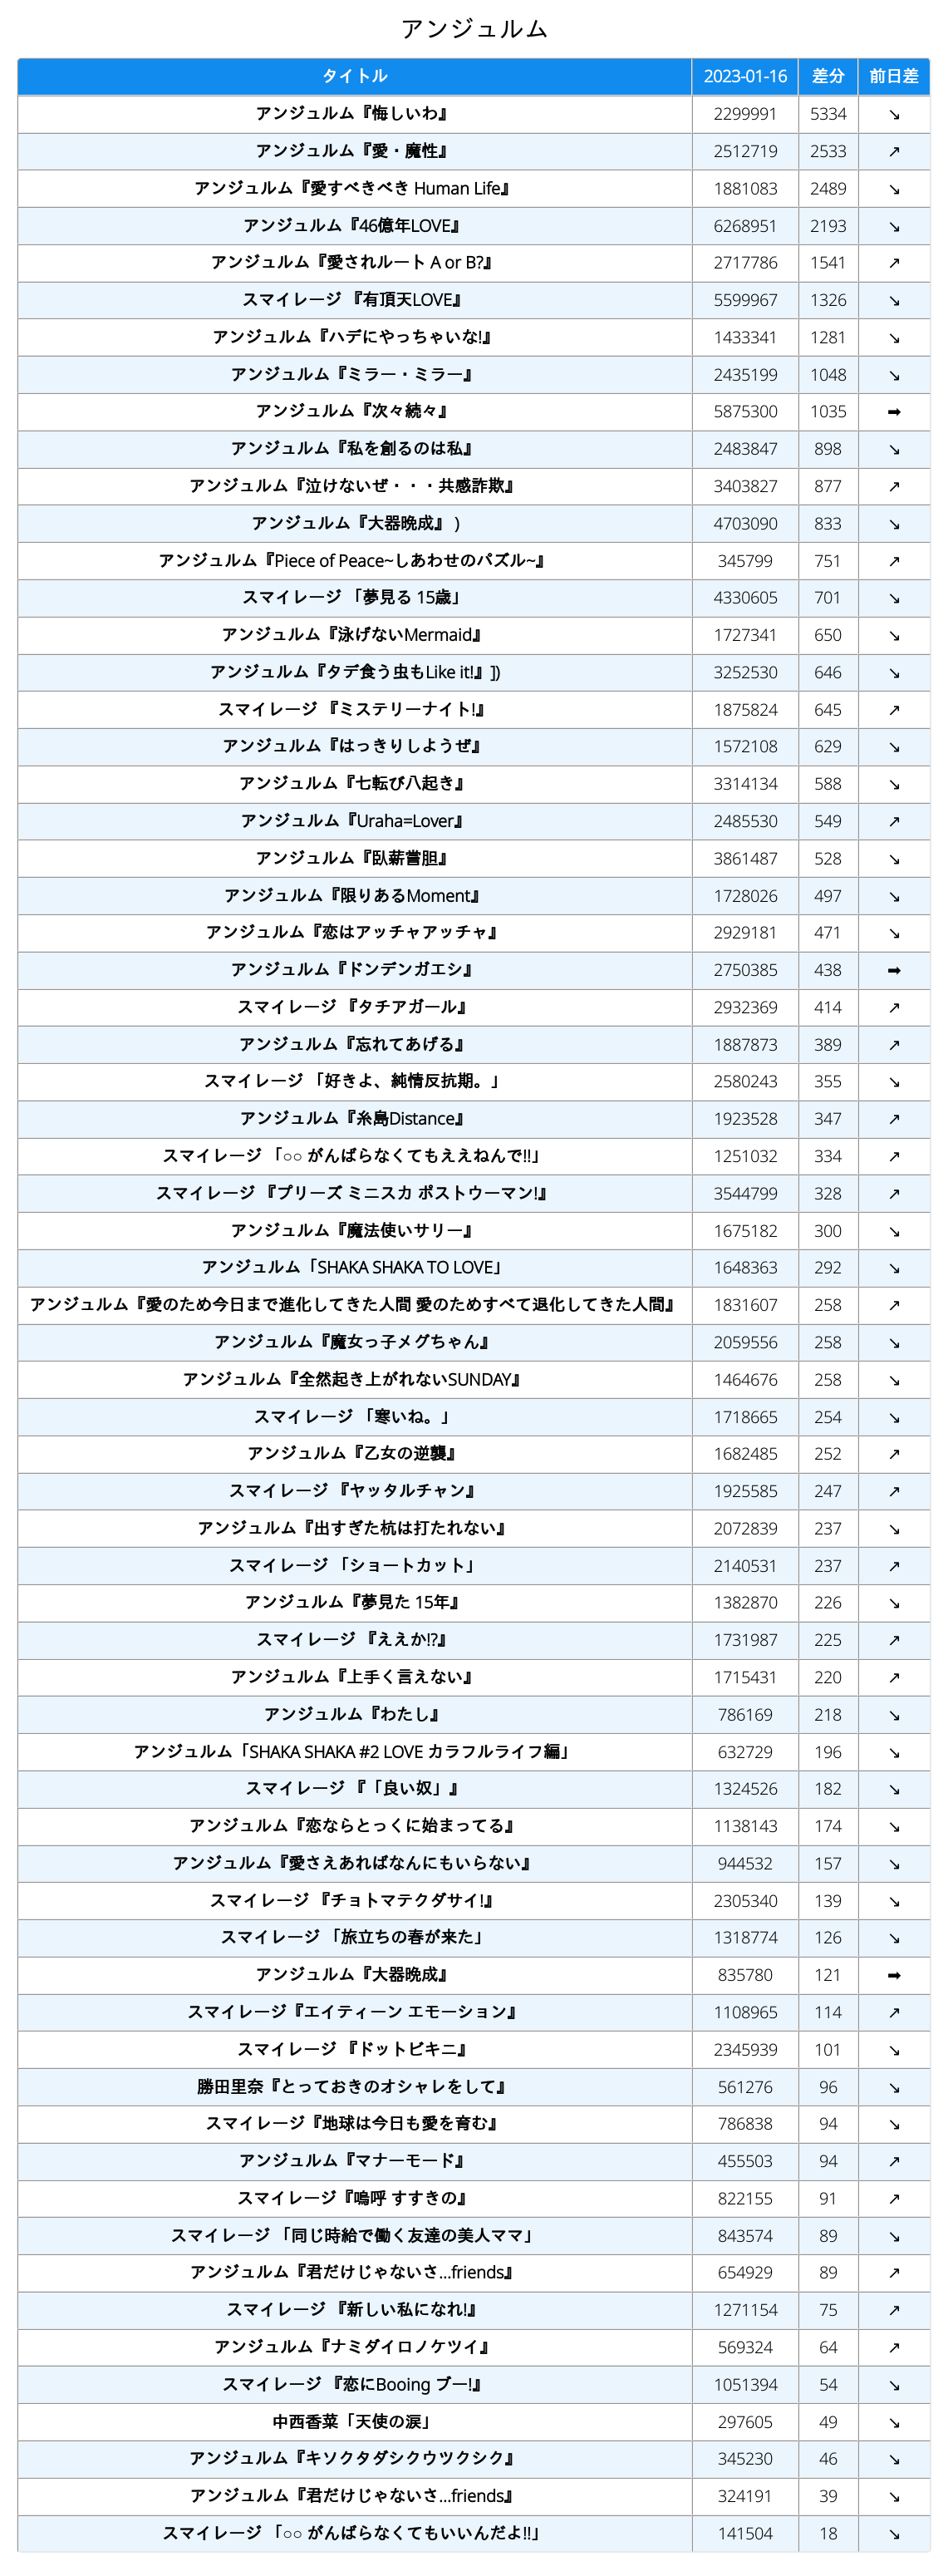 アンジュルム
タイトル 2023-01-16 差分 前日差
アンジュルム『悔しいわ』 2299991 5334 ↘
アンジュルム『愛・魔性』 2512719 2533 ↗
アンジュルム『愛すべきべき Human Life』 1881083 2489 ↘
アンジュルム『46億年LOVE』 6268951 2193 ↘
アンジュルム『愛されルート A or B?』 2717786 1541 ↗
スマイレージ 『有頂天LOVE』 5599967 1326 ↘
アンジュルム『ハデにやっちゃいな!』 1433341 1281 ↘
アンジュルム『ミラー・ミラー』 2435199 1048 ↘
アンジュルム『次々続々』 5875300 1035 ➡
アンジュルム『私を創るのは私』 2483847 898 ↘
アンジュルム『泣けないぜ・・・共感詐欺』 3403827 877 ↗
アンジュルム『大器晩成』 ) 4703090 833 ↘
アンジュルム『Piece of Peace~しあわせのパズル~』 345799 751 ↗
スマイレージ 「夢見る 15歳」 4330605 701 ↘
アンジュルム『泳げないMermaid』 1727341 650 ↘
アンジュルム『タデ食う虫もLike it!』]) 3252530 646 ↘
スマイレージ 『ミステリーナイト!』 1875824 645 ↗
アンジュルム『はっきりしようぜ』 1572108 629 ↘
アンジュルム『七転び八起き』 3314134 588 ↘
アンジュルム『Uraha=Lover』 2485530 549 ↗
アンジュルム『臥薪嘗胆』 3861487 528 ↘
アンジュルム『限りあるMoment』 1728026 497 ↘
アンジュルム『恋はアッチャアッチャ』 2929181 471 ↘
アンジュルム『ドンデンガエシ』 2750385 438 ➡
スマイレージ 『タチアガール』 2932369 414 ↗
アンジュルム『忘れてあげる』 1887873 389 ↗
スマイレージ 「好きよ、純情反抗期。」 2580243 355 ↘
アンジュルム『糸島Distance』 1923528 347 ↗
スマイレージ 「○○ がんばらなくてもええねんで!!」 1251032 334 ↗
スマイレージ 『プリーズ ミニスカ ポストウーマン!』 3544799 328 ↗
アンジュルム『魔法使いサリー』 1675182 300 ↘
アンジュルム「SHAKA SHAKA TO LOVE」 1648363 292 ↘
アンジュルム『愛のため今日まで進化してきた人間 愛のためすべて退化してきた人間』 1831607 258 ↗
アンジュルム『魔女っ子メグちゃん』 2059556 258 ↘
アンジュルム『全然起き上がれないSUNDAY』 1464676 258 ↘
スマイレージ 「寒いね。」 1718665 254 ↘
アンジュルム『乙女の逆襲』 1682485 252 ↗
スマイレージ 『ヤッタルチャン』 1925585 247 ↗
アンジュルム『出すぎた杭は打たれない』 2072839 237 ↘
スマイレージ 「ショートカット」 2140531 237 ↗
アンジュルム『夢見た 15年』 1382870 226 ↘
スマイレージ 『ええか!?』 1731987 225 ↗
アンジュルム『上手く言えない』 1715431 220 ↗
アンジュルム『わたし』 786169 218 ↘
アンジュルム「SHAKA SHAKA #2 LOVE カラフルライフ編」 632729 196 ↘
スマイレージ 『「良い奴」』 1324526 182 ↘
アンジュルム『恋ならとっくに始まってる』 1138143 174 ↘
アンジュルム『愛さえあればなんにもいらない』 944532 157 ↘
スマイレージ 『チョトマテクダサイ!』 2305340 139 ↘
スマイレージ 「旅立ちの春が来た」 1318774 126 ↘
アンジュルム『大器晩成』 835780 121 ➡
スマイレージ『エイティーン エモーション』 1108965 114 ↗
スマイレージ 『ドットビキニ』 2345939 101 ↘
勝田里奈『とっておきのオシャレをして』 561276 96 ↘
スマイレージ『地球は今日も愛を育む』 786838 94 ↘
アンジュルム『マナーモード』 455503 94 ↗
スマイレージ『嗚呼 すすきの』 822155 91 ↗
スマイレージ 「同じ時給で働く友達の美人ママ」 843574 89 ↘
アンジュルム『君だけじゃないさ...friends』 654929 89 ↗
スマイレージ 『新しい私になれ!』 1271154 75 ↗
アンジュルム『ナミダイロノケツイ』 569324 64 ↗
スマイレージ 『恋にBooing ブー!』 1051394 54 ↘
中西香菜「天使の涙」 297605 49 ↘
アンジュルム『キソクタダシクウツクシク』 345230 46 ↘
アンジュルム『君だけじゃないさ...friends』 324191 39 ↘
スマイレージ 「○○ がんばらなくてもいいんだよ!!」 141504 18 ↘